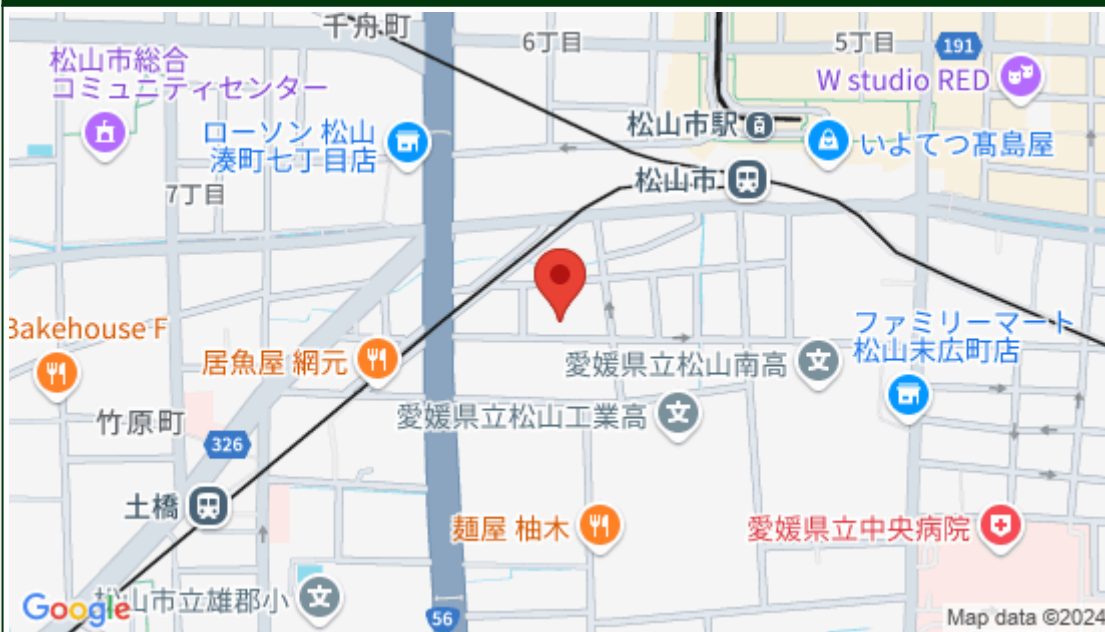 千舟町
6丁目
5丁目
191
松山市総合
コミュニティセンター
W studio RED
ローソン 松山
湊町七丁目店
松山市駅
いよてつ髙島屋
松山市
7丁目
Bakehouse F
居魚屋 網元
ファミリーマート
松山末広町店
愛媛県立松山南高
愛媛県立松山工業高
竹原町
326
土橋
麺屋 柚木
愛媛県立中央病院
松山市立雄郡小
56
Google
Map data ©2024